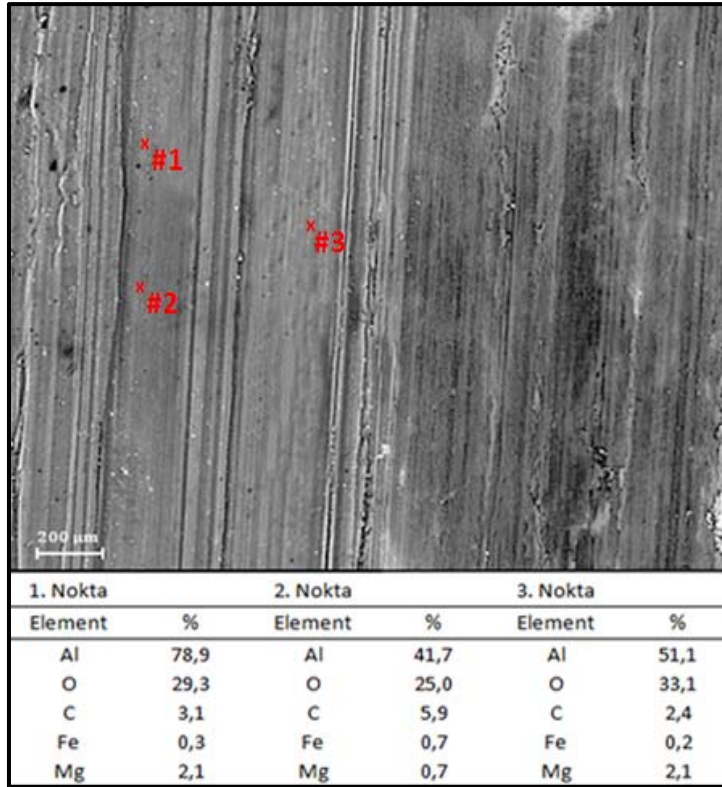 x#1
x#3
x#2
200 µm
1. Nokta 2. Nokta 3. Nokta
Element % Element % Element %
Al 78,9 Al 41,7 Al 51,1
O 29,3 O 25,0 O 33,1
C 3,1 C 5,9 C 2,4
Fe 0,3 Fe 0,7 Fe 0,2
Mg 2,1 Mg 0,7 Mg 2,1